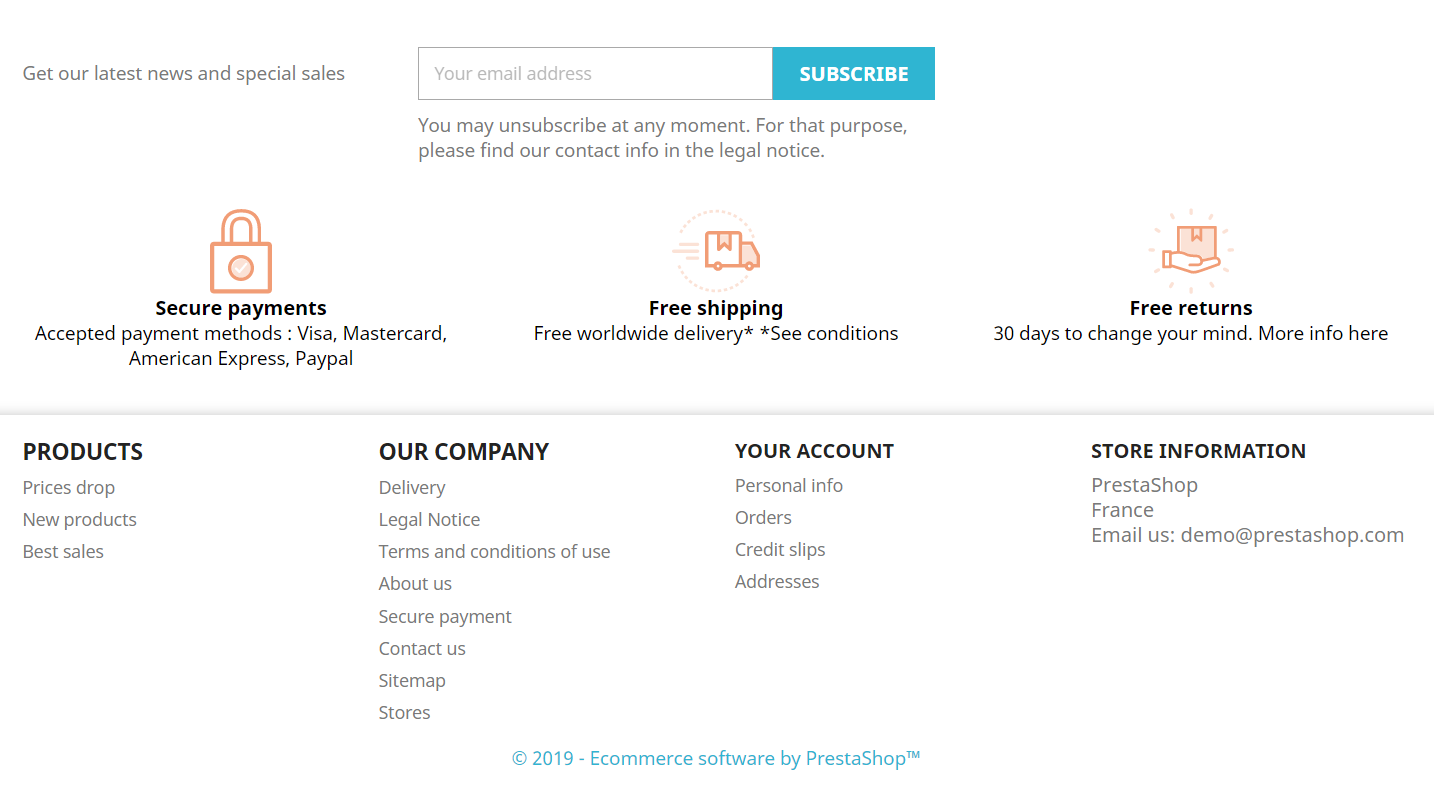 Get our latest news and special sales
Your email address
SUBSCRIBE
You may unsubscribe at any moment. For that purpose,
please find our contact info in the legal notice.
Secure payments
Accepted payment methods : Visa, Mastercard,
American Express, Paypal
Free shipping
Free worldwide delivery* *See conditions
Free returns
30 days to change your mind. More info here
PRODUCTS
Prices drop
New products
Best sales
OUR COMPANY
Delivery
Legal Notice
Terms and conditions of use
About us
Secure payment
Contact us
Sitemap
Stores
YOUR ACCOUNT
Personal info
Orders
Credit slips
Addresses
STORE INFORMATION
PrestaShop
France
Email us: demo@prestashop.com
© 2019 - Ecommerce software by PrestaShop™